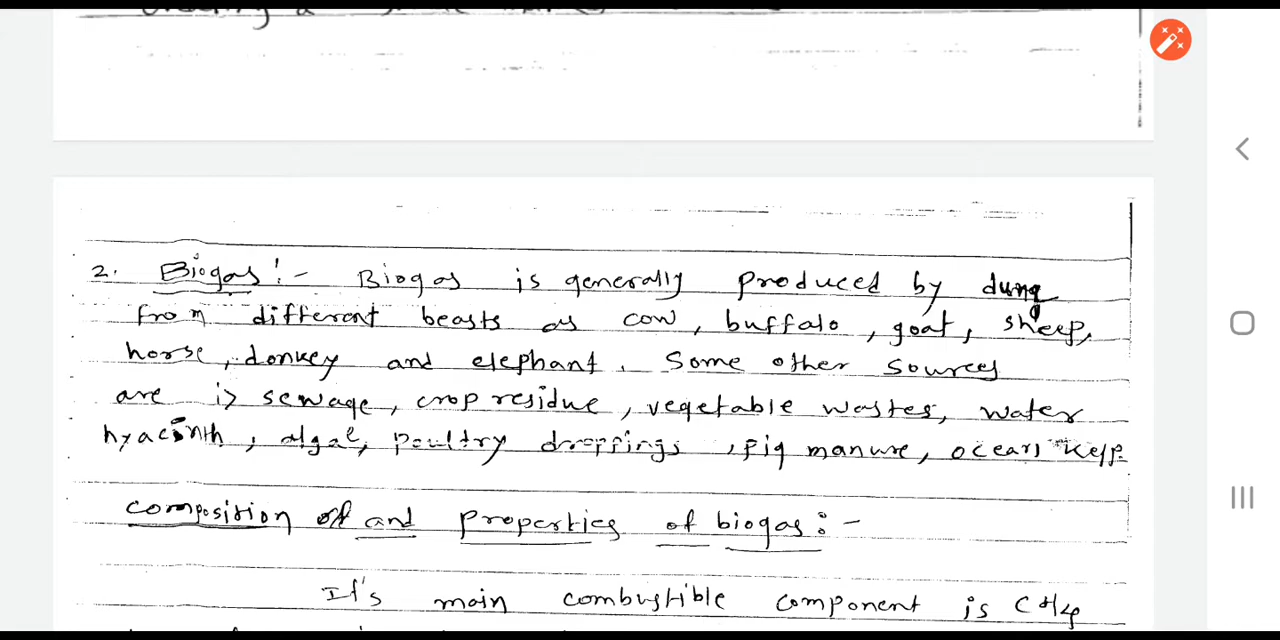 2. Biogas :- Biogas is generally produced by dung
from different beasts as cow, buffalo, goat, sheep,
horse, donkey and elephant. Some other sources
are i> sewage, crop residue, vegetable wastes, water
hyacinth, algae, poultry droppings, pig manure, ocean kelp.
composition of and properties of biogas :-
It's main combustible component is CH4